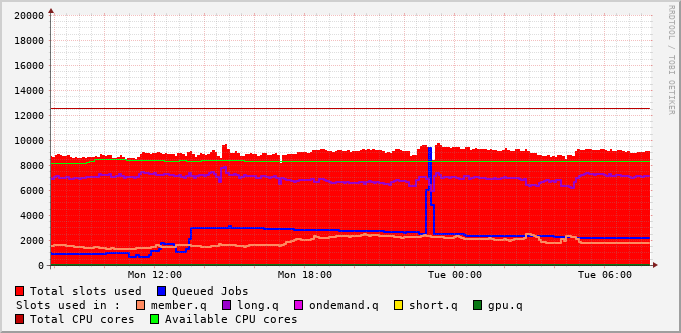 RRDTOOL / TOBI OETIKER
20000
18000
16000
14000
12000
10000
8000
6000
4000
2000
0
Mon 12:00 Mon 18:00 Tue 00:00 Tue 06:00
Total slots used Queued Jobs
Slots used in : member.q long.q ondemand.q short.q gpu.q
Total CPU cores Available CPU cores